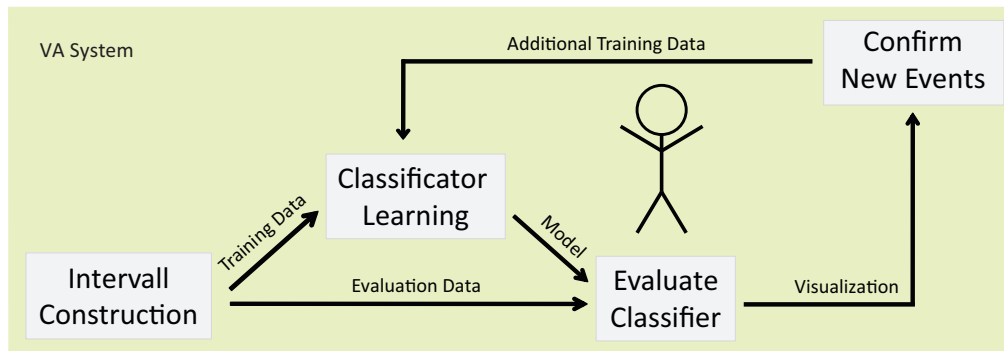 VA System
Additional Training Data
Confirm
New Events
Classificator
Learning
Training Data
Model
Intervall
Construction
Evaluation Data
Evaluate
Classifier
Visualization